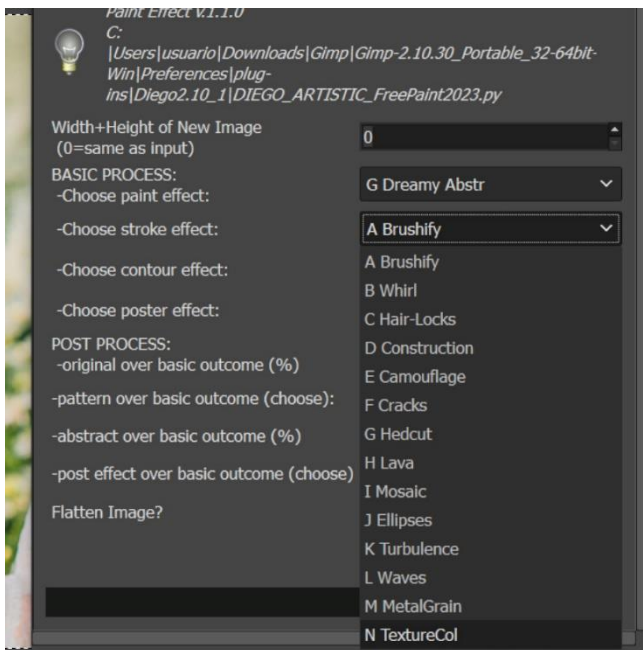 Paint Effect v.1.1.0
C:
|Users|usuario|Downloads|Gimp|Gimp-2.10.30_Portable_32-64bit-
Win|Preferences|plug-
ins|Diego2.10_1|DIEGO_ARTISTIC_FreePaint2023.py
Width+Height of New Image
(0=same as input)
0
BASIC PROCESS:
-Choose paint effect:
G Dreamy Abstr
-Choose stroke effect:
A Brushify
-Choose contour effect:
-Choose poster effect:
POST PROCESS:
-original over basic outcome (%)
-pattern over basic outcome (choose):
-abstract over basic outcome (%)
-post effect over basic outcome (choose)
Flatten Image?
A Brushify
B Whirl
C Hair-Locks
D Construction
E Camouflage
F Cracks
G Hedcut
H Lava
I Mosaic
J Ellipses
K Turbulence
L Waves
M MetalGrain
N TextureCol